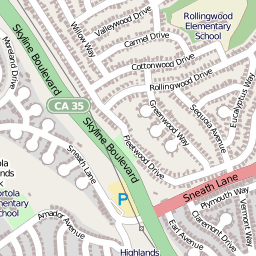 Rollingwood
Elementary
School
Valleywood Drive
Willow Way
Carmel Drive
Moreland Drive
Skyline Boulevard
Cottonwood Drive
Rollingwood Drive
Eucalyptus Way
CA 35
Greenwood Way
Sequoia Avenue
Skyline Boulevard
Fleetwood Drive
Sneath Lane
Sneath Lane
Plymouth Way
Vermont Way
P
Claremont Drive
Earl Avenue
Amador Avenue
School
Highlands